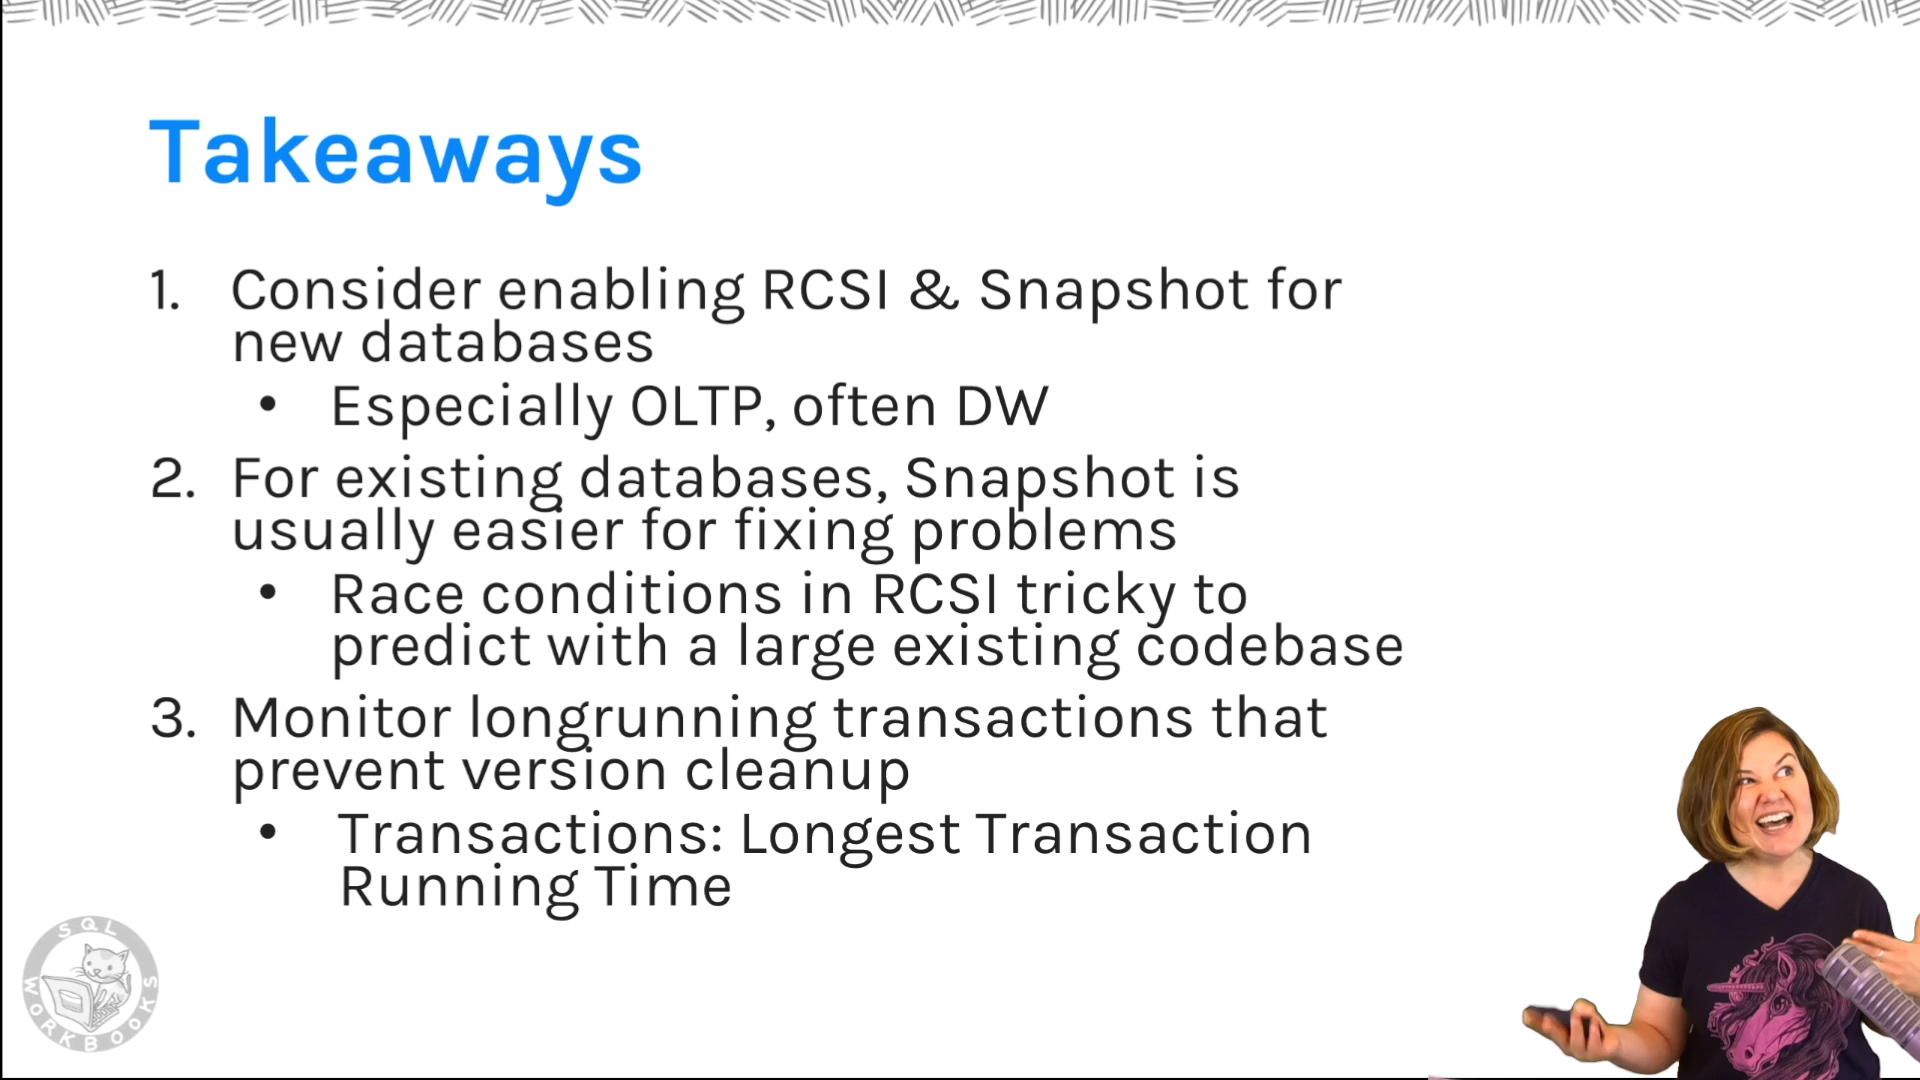 Takeaways
1. Consider enabling RCSI & Snapshot for
new databases
• Especially OLTP, often DW
2. For existing databases, Snapshot is
usually easier for fixing problems
• Race conditions in RCSI tricky to
predict with a large existing codebase
3. Monitor longrunning transactions that
prevent version cleanup
• Transactions: Longest Transaction
Running Time
SQL
WORKBOOKS